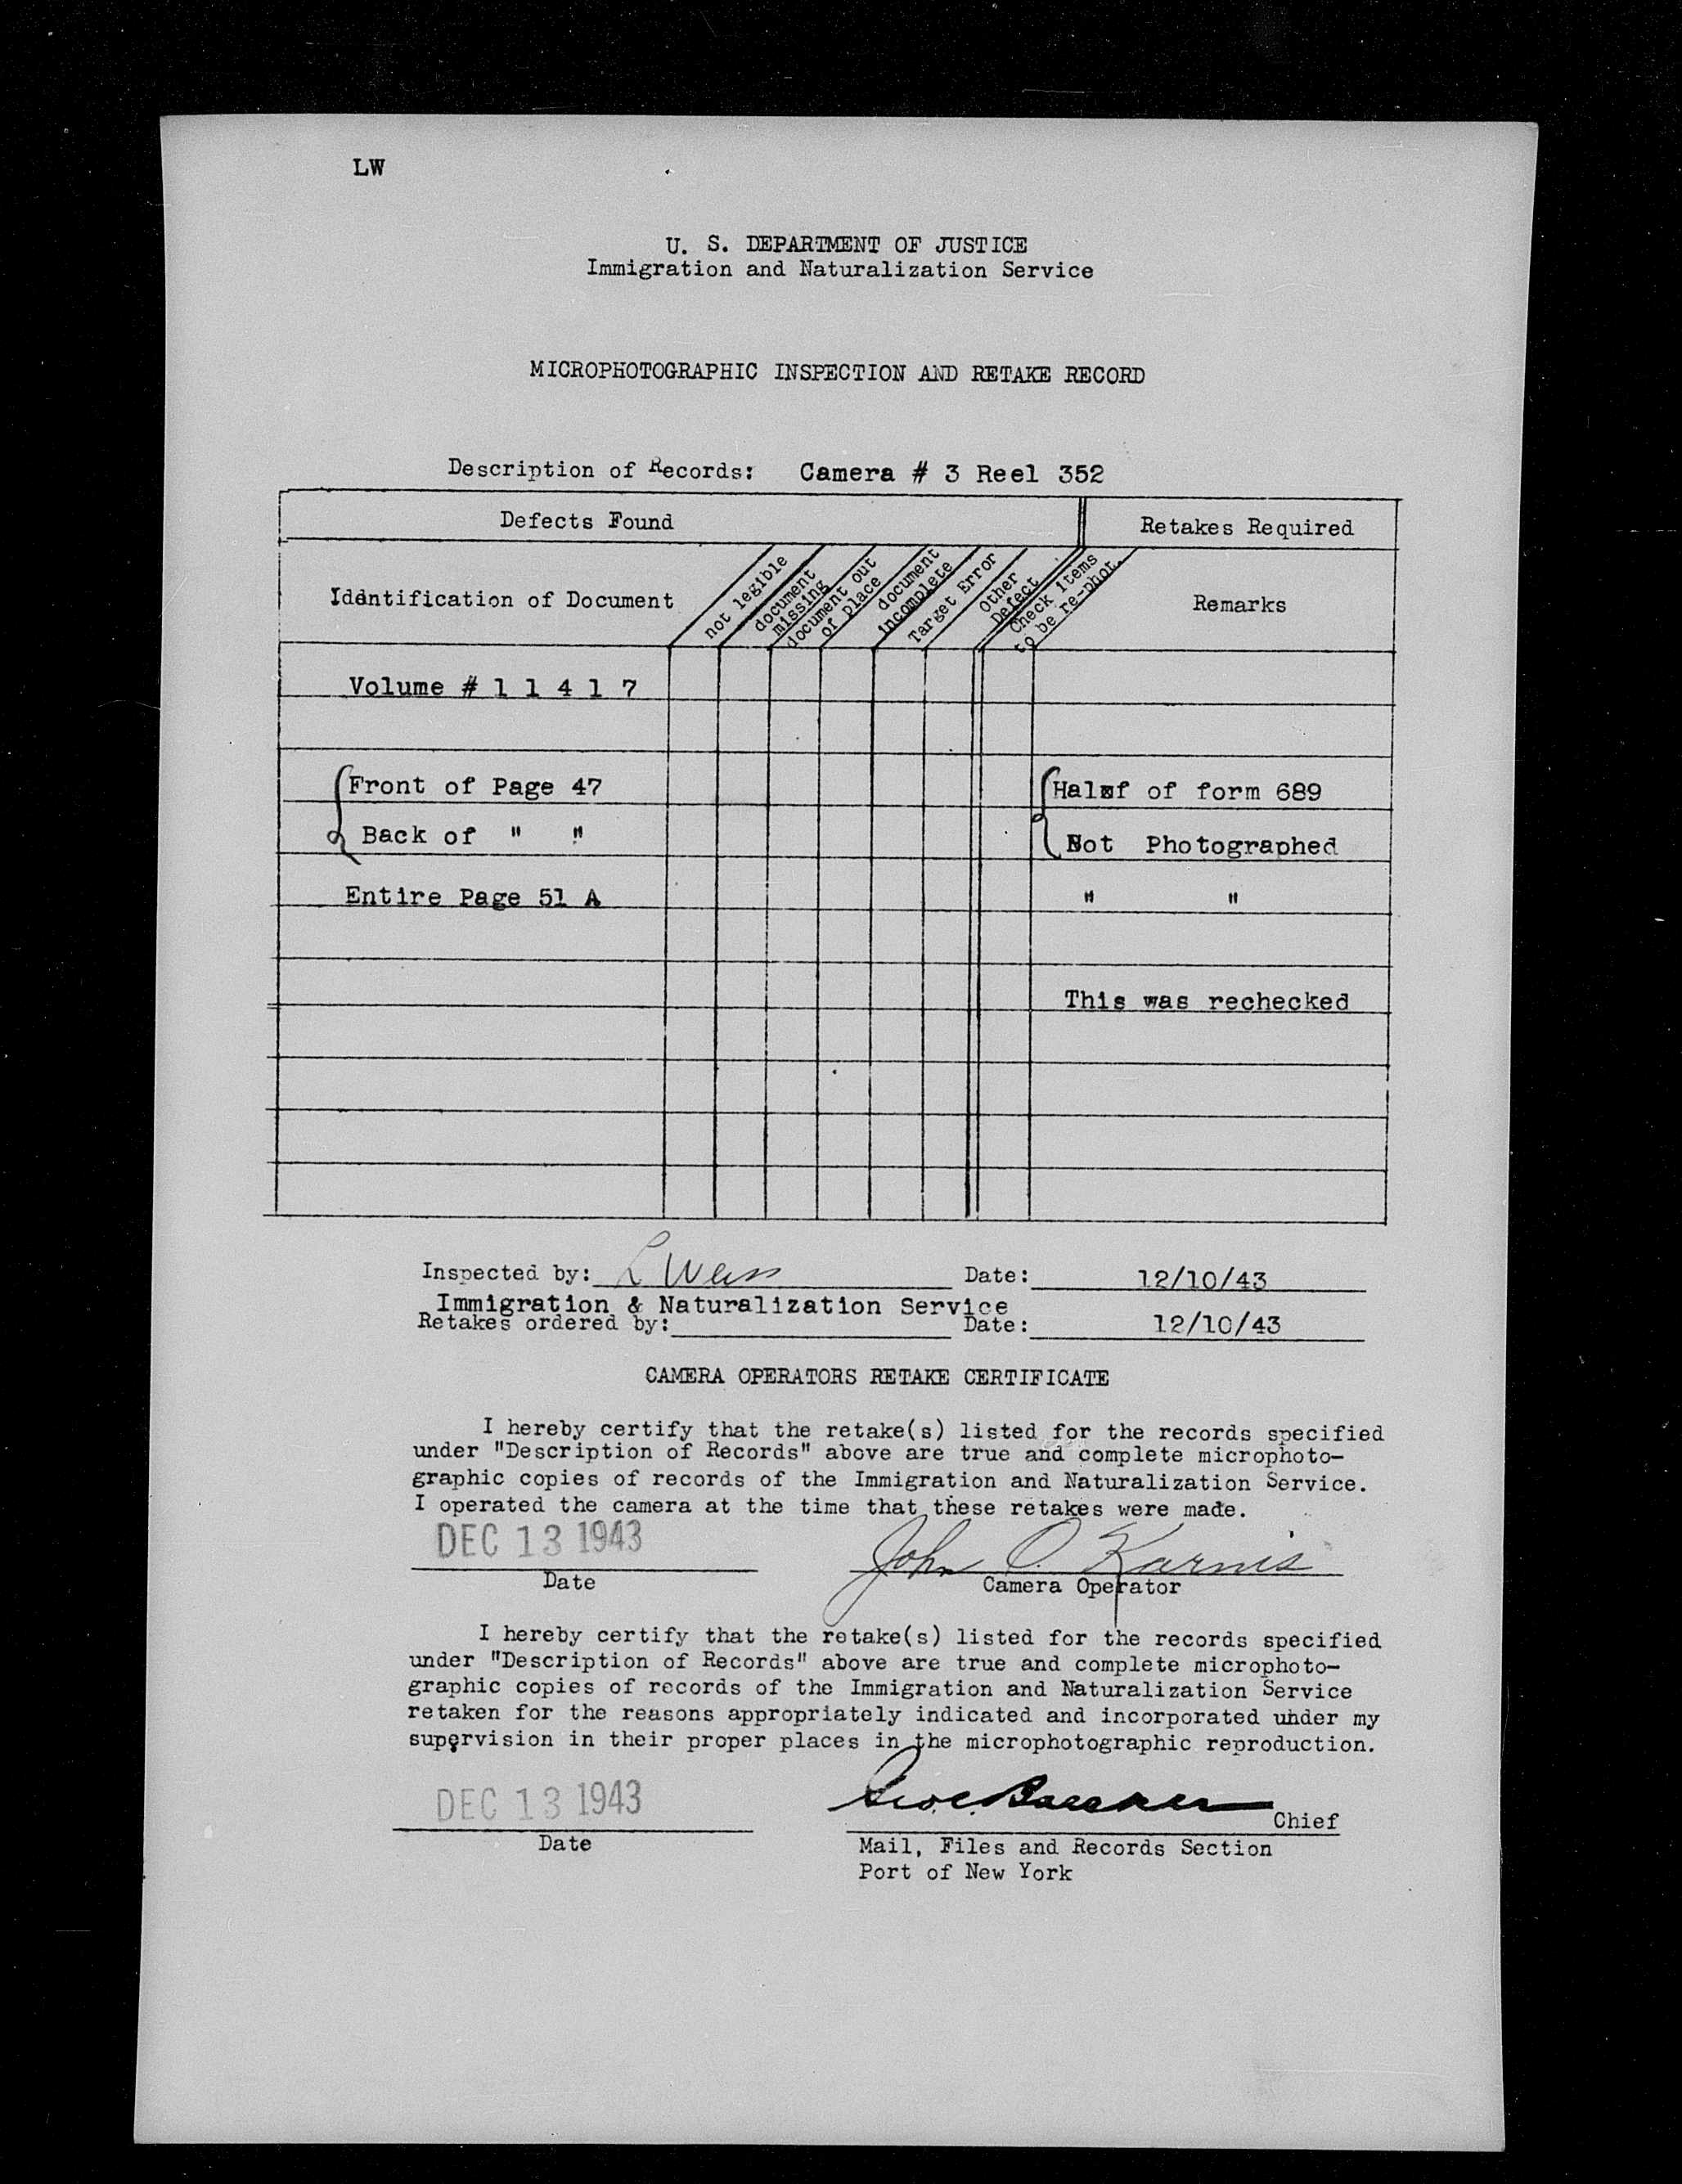 LW
U. S. DEPARTMENT OF JUSTICE
Immigration and Naturalization Service
MICROPHOTOGRAPHIC INSPECTION AND RETAKE RECORD
Description of Records: Camera # 3 Reel 352
Defects Found
Retakes Required
Identification of Document
not legible
document missing
document out of place
document incomplete
Target Error
Other Defect
Check items to be re-phot.
Remarks
Volume # 1 1 4 1 7
Front of Page 47
Half of form 689
Back of " "
Not Photographed
Entire Page 51 A
" "
This was rechecked
Inspected by: L Weiss Date: 12/10/43
Immigration & Naturalization Service
Retakes ordered by: Date: 12/10/43
CAMERA OPERATORS RETAKE CERTIFICATE
I hereby certify that the retake(s) listed for the records specified
under "Description of Records" above are true and complete microphoto-
graphic copies of records of the Immigration and Naturalization Service.
I operated the camera at the time that these retakes were made.
DEC 13 1943
John O. Karnis
Date
Camera Operator
I hereby certify that the retake(s) listed for the records specified
under "Description of Records" above are true and complete microphoto-
graphic copies of records of the Immigration and Naturalization Service
retaken for the reasons appropriately indicated and incorporated under my
supervision in their proper places in the microphotographic reproduction.
DEC 13 1943
Chief
Date
Mail, Files and Records Section
Port of New York